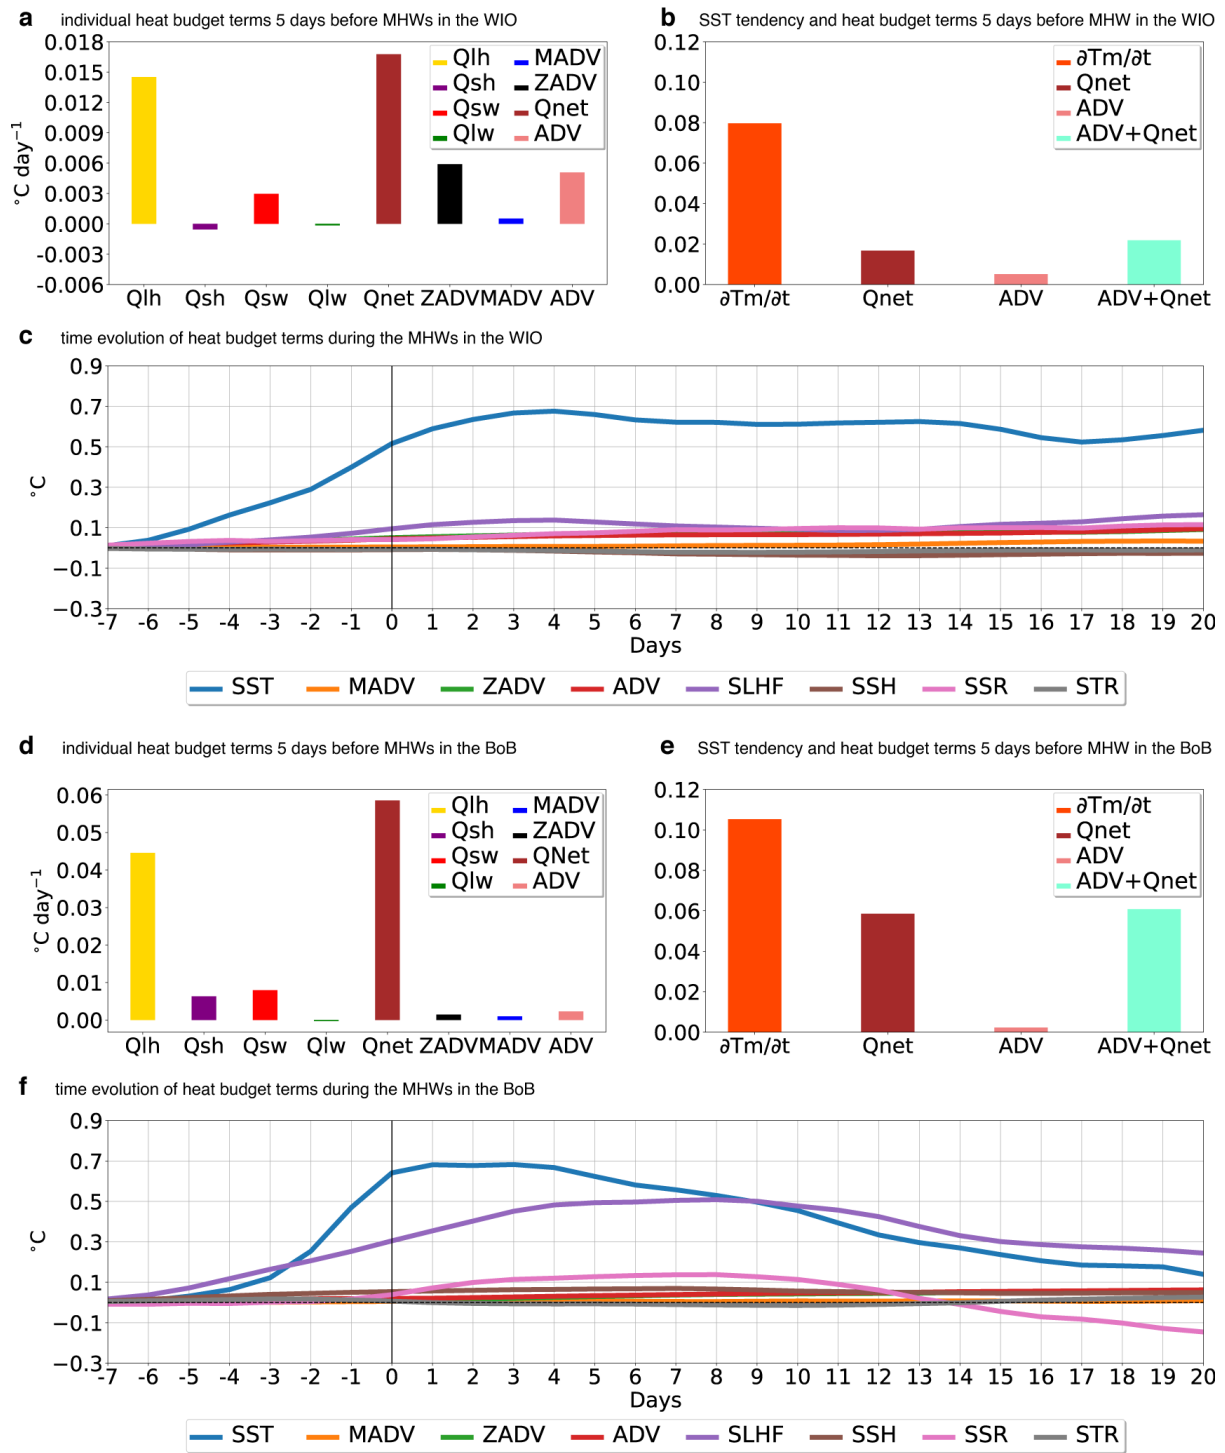 a individual heat budget terms 5 days before MHWs in the WIO
b SST tendency and heat budget terms 5 days before MHW in the WIO
0.018
0.015
0.012
0.009
0.006
0.003
0.000
-0.003
-0.006
°C day⁻¹
Qlh MADV
Qsh ZADV
Qsw Qnet
Qlw ADV
Qlh Qsh Qsw Qlw Qnet ZADV MADV ADV
0.12
0.10
0.08
0.06
0.04
0.02
0.00
∂Tm/∂t
Qnet
ADV
ADV+Qnet
∂Tm/∂t Qnet ADV ADV+Qnet
c time evolution of heat budget terms during the MHWs in the WIO
0.9
0.7
0.5
0.3
0.1
−0.1
−0.3
°C
-7 -6 -5 -4 -3 -2 -1 0 1 2 3 4 5 6 7 8 9 10 11 12 13 14 15 16 17 18 19 20
Days
SST MADV ZADV ADV SLHF SSH SSR STR
d individual heat budget terms 5 days before MHWs in the BoB
e SST tendency and heat budget terms 5 days before MHW in the BoB
0.06
0.05
0.04
0.03
0.02
0.01
0.00
°C day⁻¹
Qlh MADV
Qsh ZADV
Qsw QNet
Qlw ADV
Qlh Qsh Qsw Qlw Qnet ZADV MADV ADV
0.12
0.10
0.08
0.06
0.04
0.02
0.00
∂Tm/∂t
Qnet
ADV
ADV+Qnet
∂Tm/∂t Qnet ADV ADV+Qnet
f time evolution of heat budget terms during the MHWs in the BoB
0.9
0.7
0.5
0.3
0.1
−0.1
−0.3
°C
-7 -6 -5 -4 -3 -2 -1 0 1 2 3 4 5 6 7 8 9 10 11 12 13 14 15 16 17 18 19 20
Days
SST MADV ZADV ADV SLHF SSH SSR STR